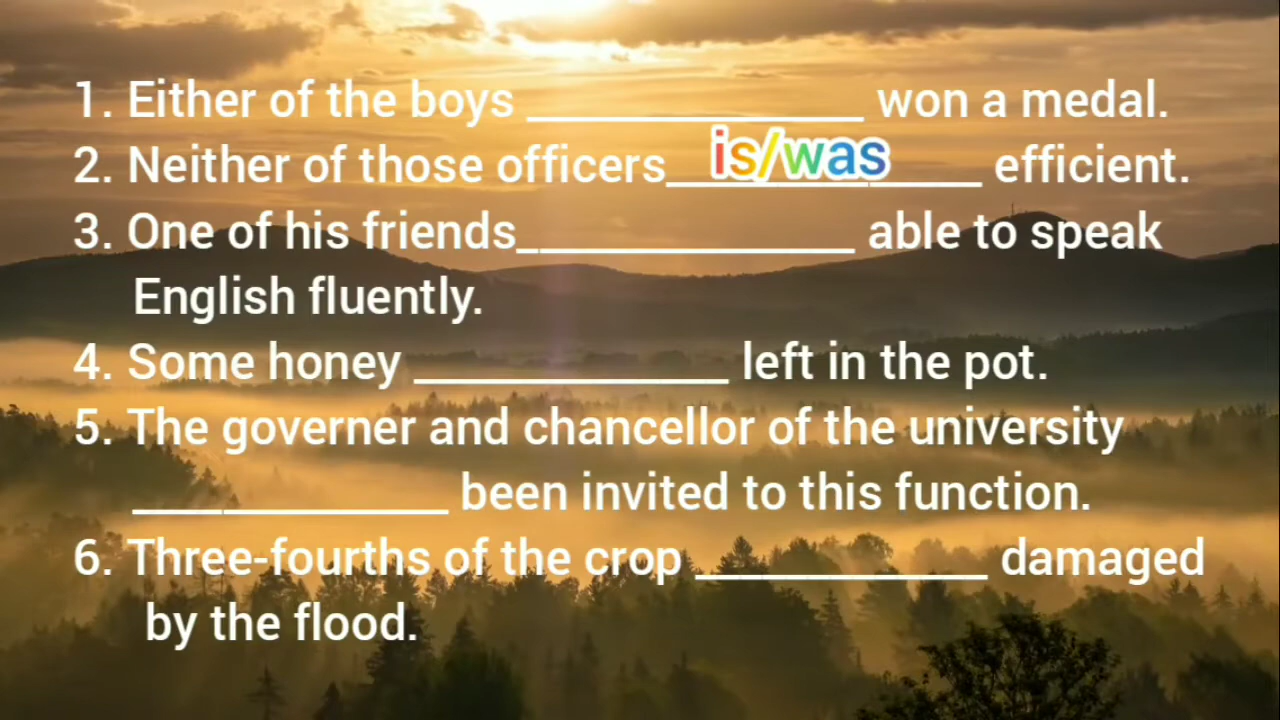 1. Either of the boys ______________ won a medal.
2. Neither of those officers is/was efficient.
3. One of his friends______________ able to speak
English fluently.
4. Some honey _____________ left in the pot.
5. The governer and chancellor of the university
_____________ been invited to this function.
6. Three-fourths of the crop ____________ damaged
by the flood.